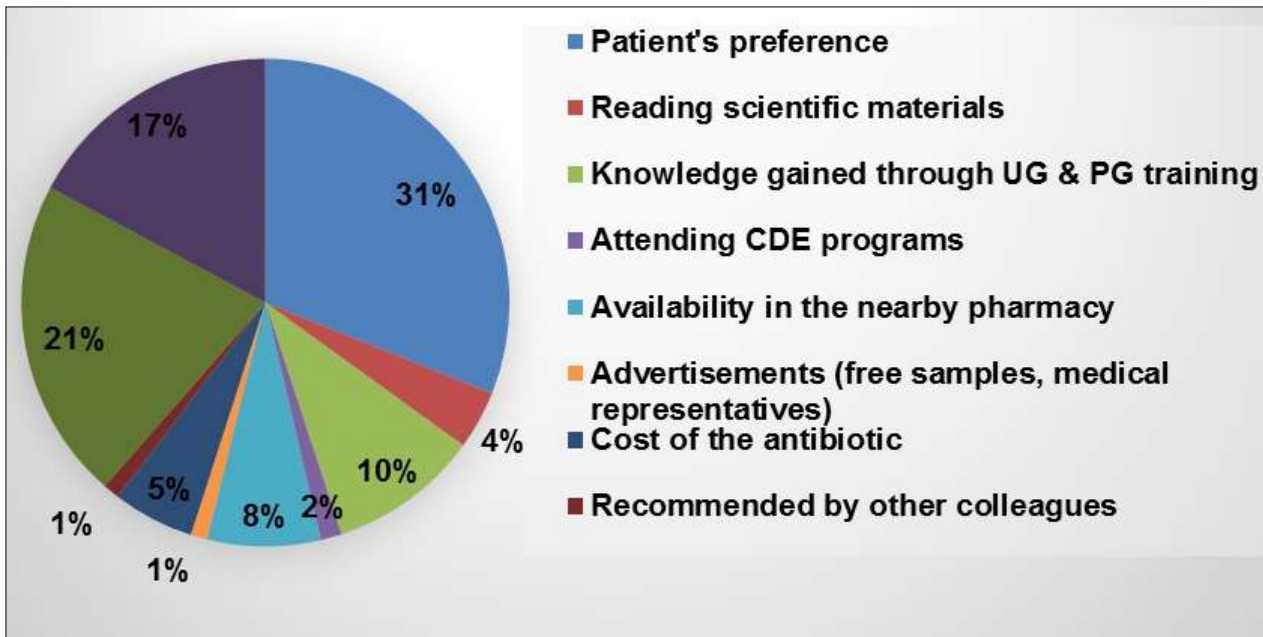 Patient's preference
Reading scientific materials
Knowledge gained through UG & PG training
Attending CDE programs
Availability in the nearby pharmacy
Advertisements (free samples, medical
representatives)
Cost of the antibiotic
Recommended by other colleagues
17%
31%
21%
4%
10%
5%
2%
8%
1%
1%